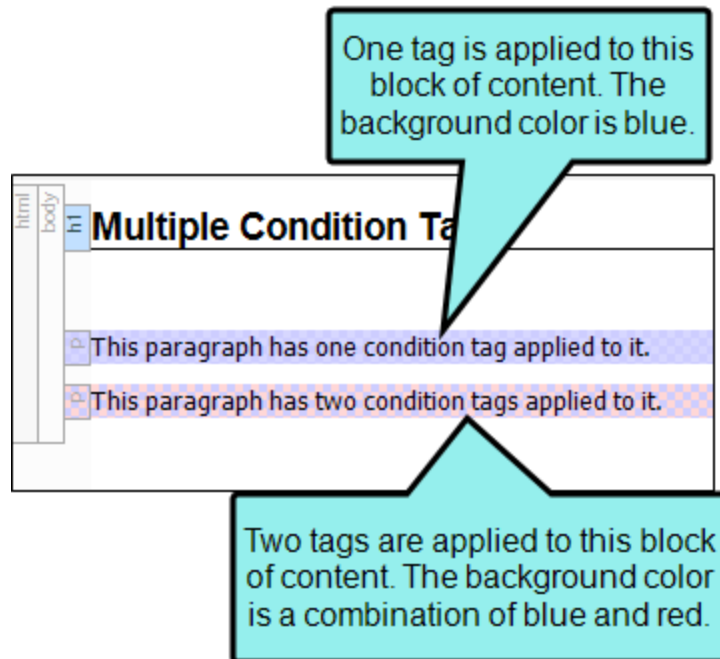 One tag is applied to this
block of content. The
background color is blue.
html
body
h1
Multiple Condition Ta
p
This paragraph has one condition tag applied to it.
p
This paragraph has two condition tags applied to it.
Two tags are applied to this block
of content. The background color
is a combination of blue and red.